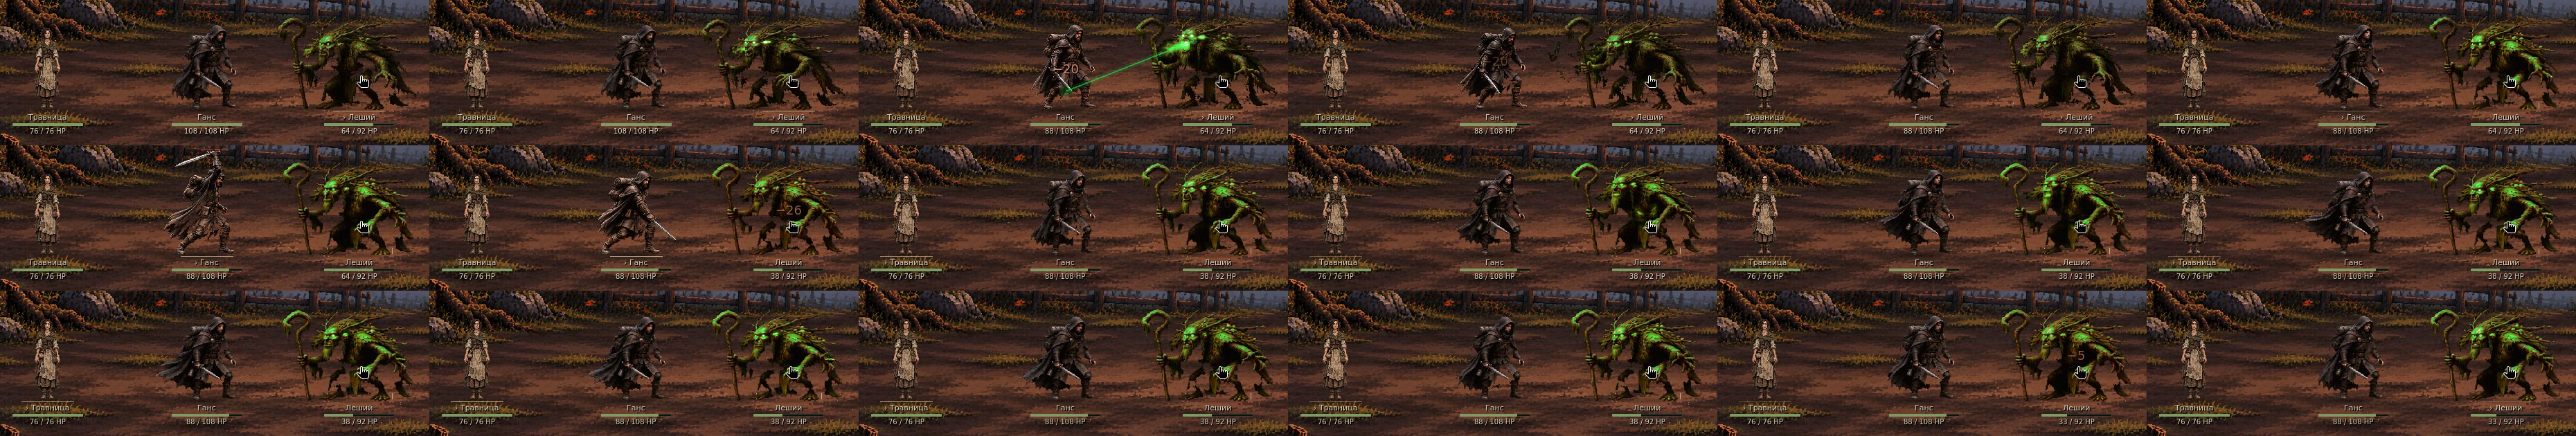 −20
Травница Ганс › Леший Травница Ганс › Леший Травница Ганс › Леший Травница Ганс › Леший Травница Ганс › Леший Травница › Ганс Леший
76 / 76 HP 108 / 108 HP 64 / 92 HP 76 / 76 HP 108 / 108 HP 64 / 92 HP 76 / 76 HP 88 / 108 HP 64 / 92 HP 76 / 76 HP 88 / 108 HP 64 / 92 HP 76 / 76 HP 88 / 108 HP 64 / 92 HP 76 / 76 HP 88 / 108 HP 64 / 92 HP
−26
Травница › Ганс Леший Травница › Ганс Леший › Травница Ганс Леший › Травница Ганс Леший › Травница Ганс Леший › Травница Ганс Леший
76 / 76 HP 88 / 108 HP 64 / 92 HP 76 / 76 HP 88 / 108 HP 38 / 92 HP 76 / 76 HP 88 / 108 HP 38 / 92 HP 76 / 76 HP 88 / 108 HP 38 / 92 HP 76 / 76 HP 88 / 108 HP 38 / 92 HP 76 / 76 HP 88 / 108 HP 38 / 92 HP
−5
› Травница Ганс Леший › Травница Ганс Леший › Травница Ганс Леший › Травница Ганс Леший › Травница Ганс Леший Травница Ганс › Леший
76 / 76 HP 88 / 108 HP 38 / 92 HP 76 / 76 HP 88 / 108 HP 38 / 92 HP 76 / 76 HP 88 / 108 HP 38 / 92 HP 76 / 76 HP 88 / 108 HP 38 / 92 HP 76 / 76 HP 88 / 108 HP 33 / 92 HP 76 / 76 HP 88 / 108 HP 33 / 92 HP